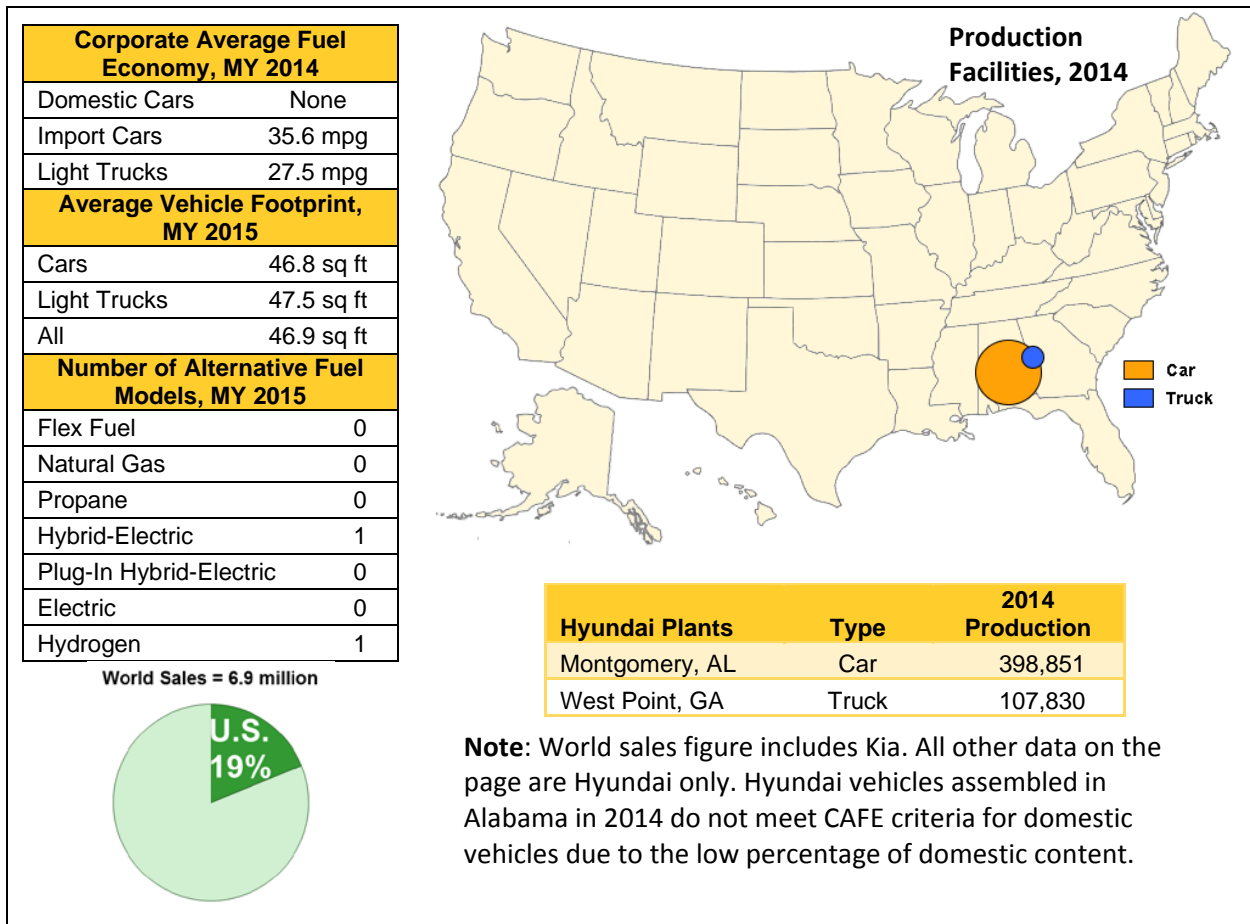 Corporate Average Fuel
Economy, MY 2014
Domestic Cars None
Import Cars 35.6 mpg
Light Trucks 27.5 mpg
Average Vehicle Footprint,
MY 2015
Cars 46.8 sq ft
Light Trucks 47.5 sq ft
All 46.9 sq ft
Number of Alternative Fuel
Models, MY 2015
Flex Fuel 0
Natural Gas 0
Propane 0
Hybrid-Electric 1
Plug-In Hybrid-Electric 0
Electric 0
Hydrogen 1
World Sales = 6.9 million
U.S.
19%
Production
Facilities, 2014
Car
Truck
2014
Hyundai Plants Type Production
Montgomery, AL Car 398,851
West Point, GA Truck 107,830
Note: World sales figure includes Kia. All other data on the
page are Hyundai only. Hyundai vehicles assembled in
Alabama in 2014 do not meet CAFE criteria for domestic
vehicles due to the low percentage of domestic content.